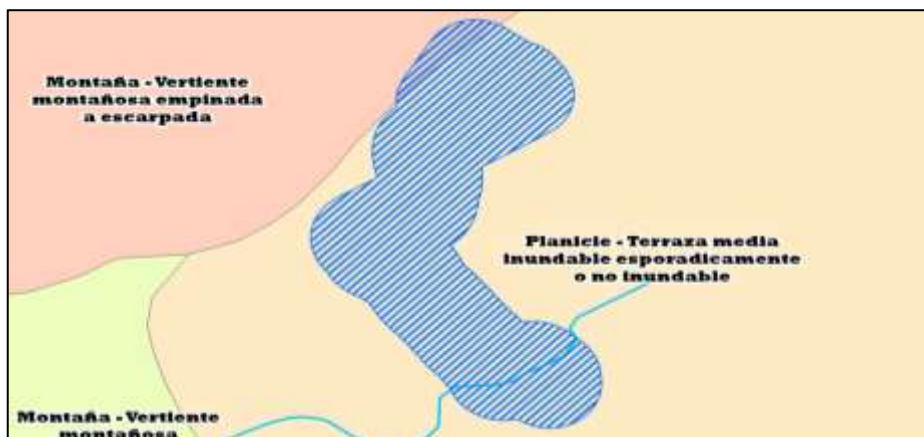 Montaña - Vertiente
montañosa empinada
a escarpada
Planicie - Terraza media
inundable esporadicamente
o no inundable
Montaña - Vertiente
montañosa